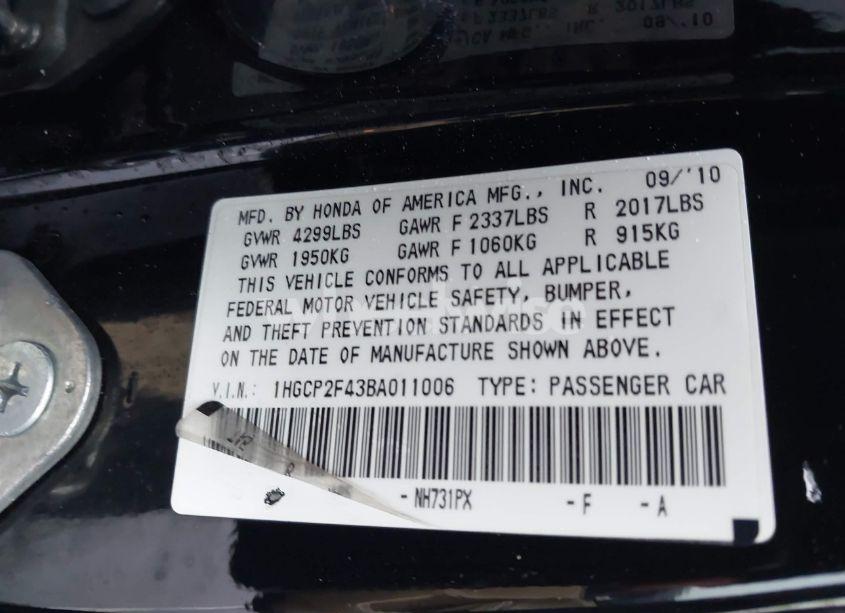 MFD. BY HONDA OF AMERICA MFG., INC. 09/'10
GVWR 4299LBS GAWR F 2337LBS R 2017LBS
GVWR 1950KG GAWR F 1060KG R 915KG
THIS VEHICLE CONFORMS TO ALL APPLICABLE
FEDERAL MOTOR VEHICLE SAFETY, BUMPER,
AND THEFT PREVENTION STANDARDS IN EFFECT
ON THE DATE OF MANUFACTURE SHOWN ABOVE.
V.I.N.: 1HGCP2F43BA011006 TYPE: PASSENGER CAR
-NH731PX -F -A